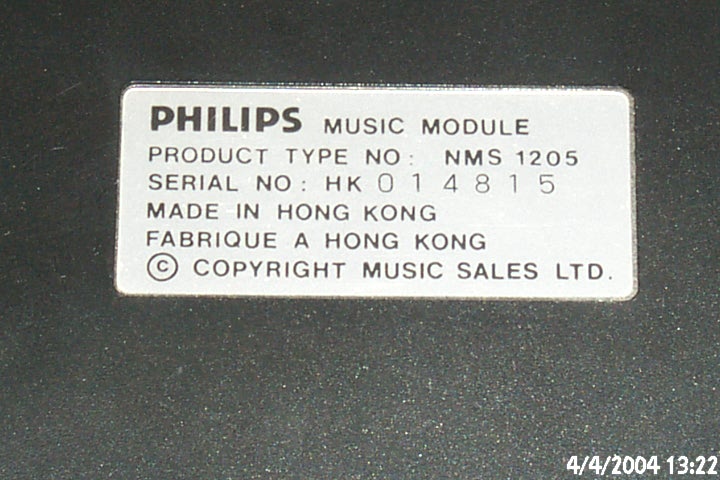 PHILIPS MUSIC MODULE
PRODUCT TYPE NO: NMS 1205
SERIAL NO: HK 014815
MADE IN HONG KONG
FABRIQUE A HONG KONG
© COPYRIGHT MUSIC SALES LTD.
4/4/2004 13:22